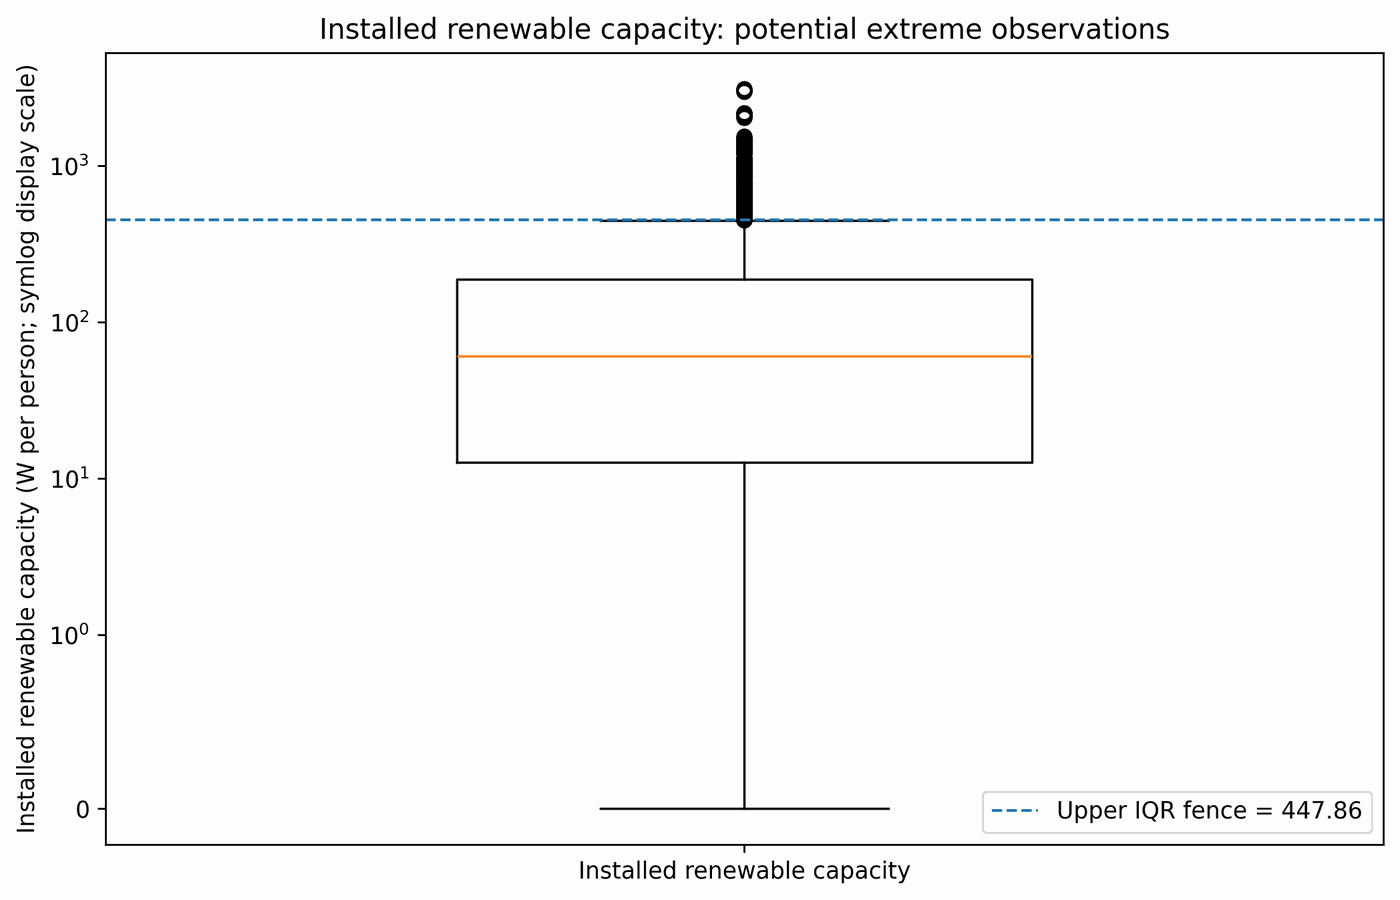 Installed renewable capacity: potential extreme observations
Installed renewable capacity (W per person; symlog display scale)
10³
10²
10¹
10⁰
0
Upper IQR fence = 447.86
Installed renewable capacity